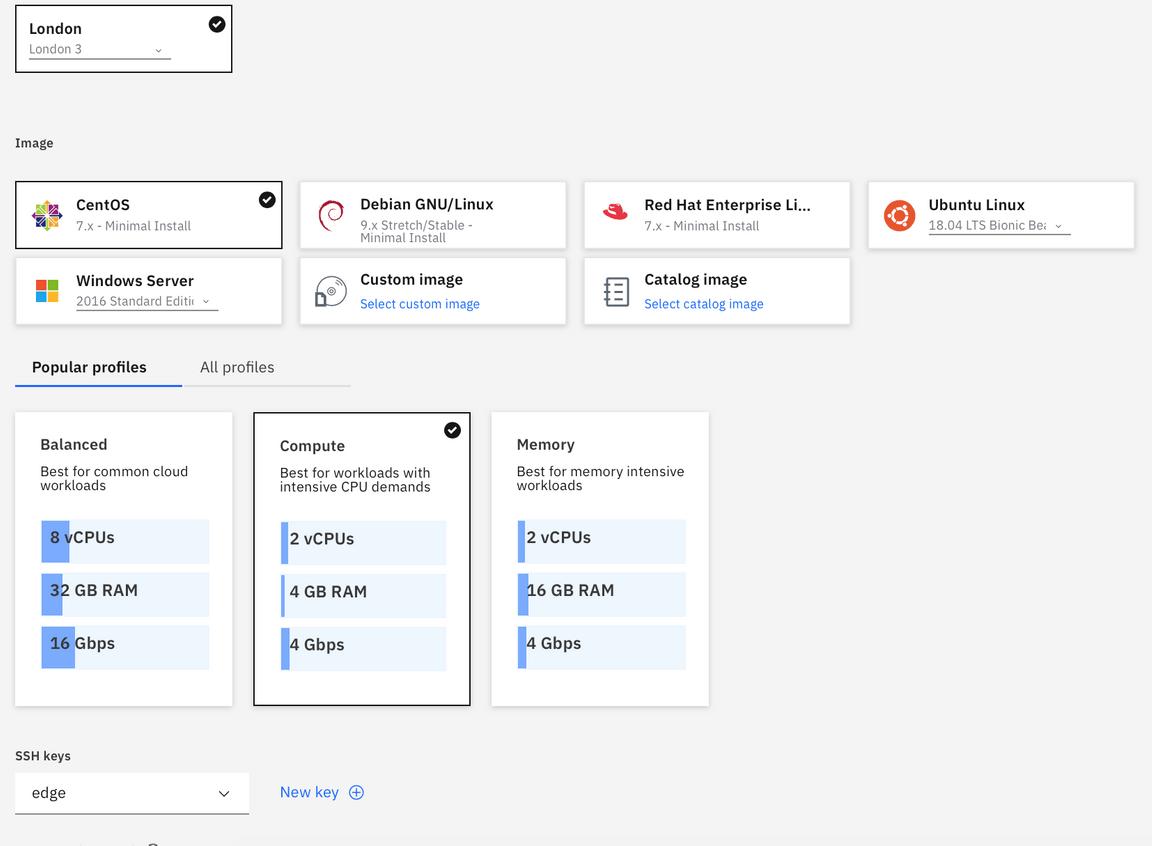 London
London 3
Image
CentOS
7.x - Minimal Install
Debian GNU/Linux
9.x Stretch/Stable -
Minimal Install
Red Hat Enterprise Li...
7.x - Minimal Install
Ubuntu Linux
18.04 LTS Bionic
Windows Server
2016 Standard
Custom image
Select custom image
Catalog image
Select catalog image
Popular profiles
All profiles
Balanced
Best for common cloud
workloads
8 vCPUs
32 GB RAM
16 Gbps
Compute
Best for workloads with
intensive CPU demands
2 vCPUs
4 GB RAM
4 Gbps
Memory
Best for memory intensive
workloads
2 vCPUs
16 GB RAM
4 Gbps
SSH keys
edge
New key